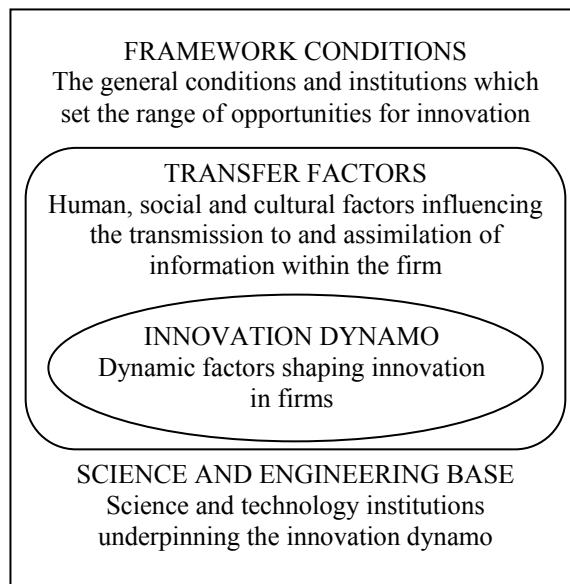 FRAMEWORK CONDITIONS
The general conditions and institutions which
set the range of opportunities for innovation
TRANSFER FACTORS
Human, social and cultural factors influencing
the transmission to and assimilation of
information within the firm
INNOVATION DYNAMO
Dynamic factors shaping innovation
in firms
SCIENCE AND ENGINEERING BASE
Science and technology institutions
underpinning the innovation dynamo